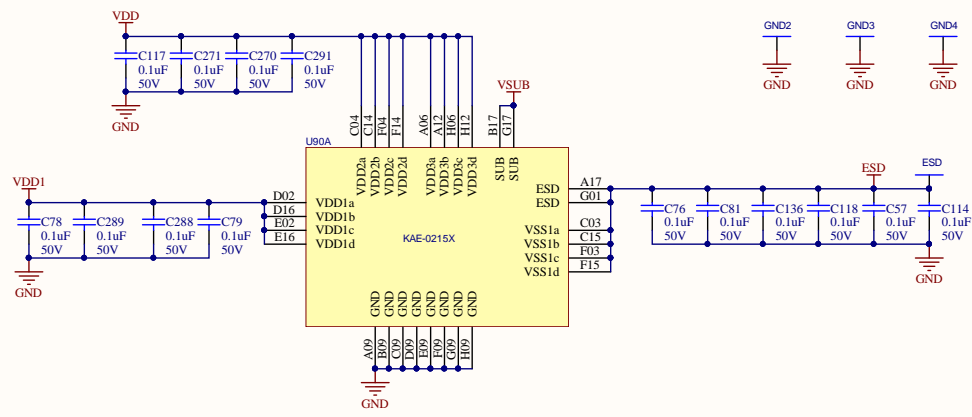 VDD
C117
0.1uF
50V
C271
0.1uF
50V
C270
0.1uF
50V
C291
0.1uF
50V
GND
GND2
GND
GND3
GND
GND4
GND
VSUB
C04
C14
F04
F14
A06
A12
H06
H12
B17
G17
U90A
VDD2a
VDD2b
VDD2c
VDD2d
VDD3a
VDD3b
VDD3c
VDD3d
SUB
SUB
VDD1
C78
0.1uF
50V
C289
0.1uF
50V
C288
0.1uF
50V
C79
0.1uF
50V
GND
D02
D16
E02
E16
VDD1a
VDD1b
VDD1c
VDD1d
KAE-0215X
ESD
ESD
VSS1a
VSS1b
VSS1c
VSS1d
A17
G01
C03
C15
F03
F15
ESD
ESD
C76
0.1uF
50V
C81
0.1uF
50V
C136
0.1uF
50V
C118
0.1uF
50V
C57
0.1uF
50V
C114
0.1uF
50V
GND
GND
GND
GND
GND
GND
GND
GND
GND
A09
B09
C09
D09
E09
F09
G09
H09
GND